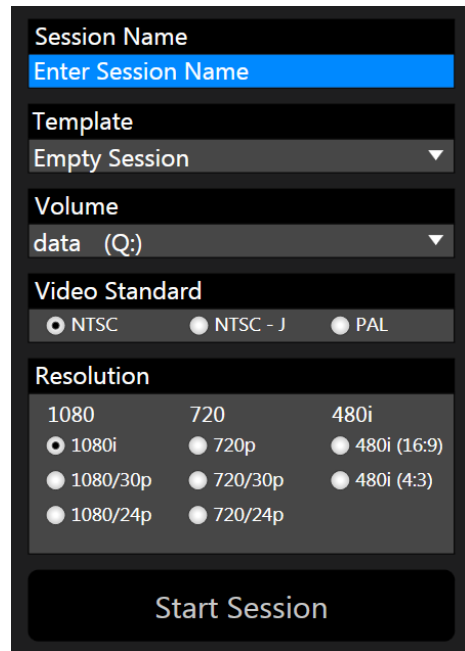 Session Name
Enter Session Name
Template
Empty Session
Volume
data (Q:)
Video Standard
NTSC NTSC - J PAL
Resolution
1080 720 480i
1080i 720p 480i (16:9)
1080/30p 720/30p 480i (4:3)
1080/24p 720/24p
Start Session